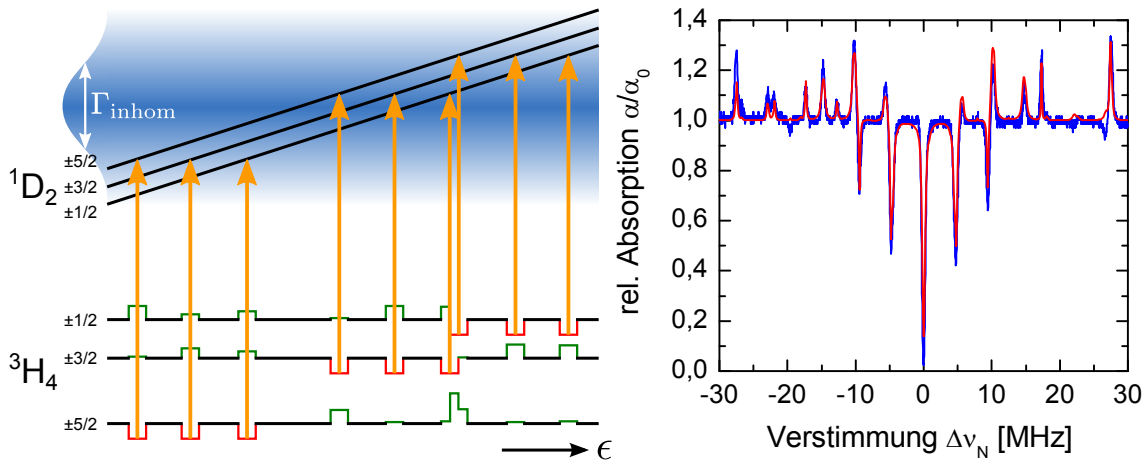 Γinhom
±5/2
±3/2
±1/2
¹D₂
±1/2
±3/2
±5/2
³H₄
ϵ
rel. Absorption α/α₀
1,4
1,2
1,0
0,8
0,6
0,4
0,2
0,0
-30 -20 -10 0 10 20 30
Verstimmung Δν_N [MHz]